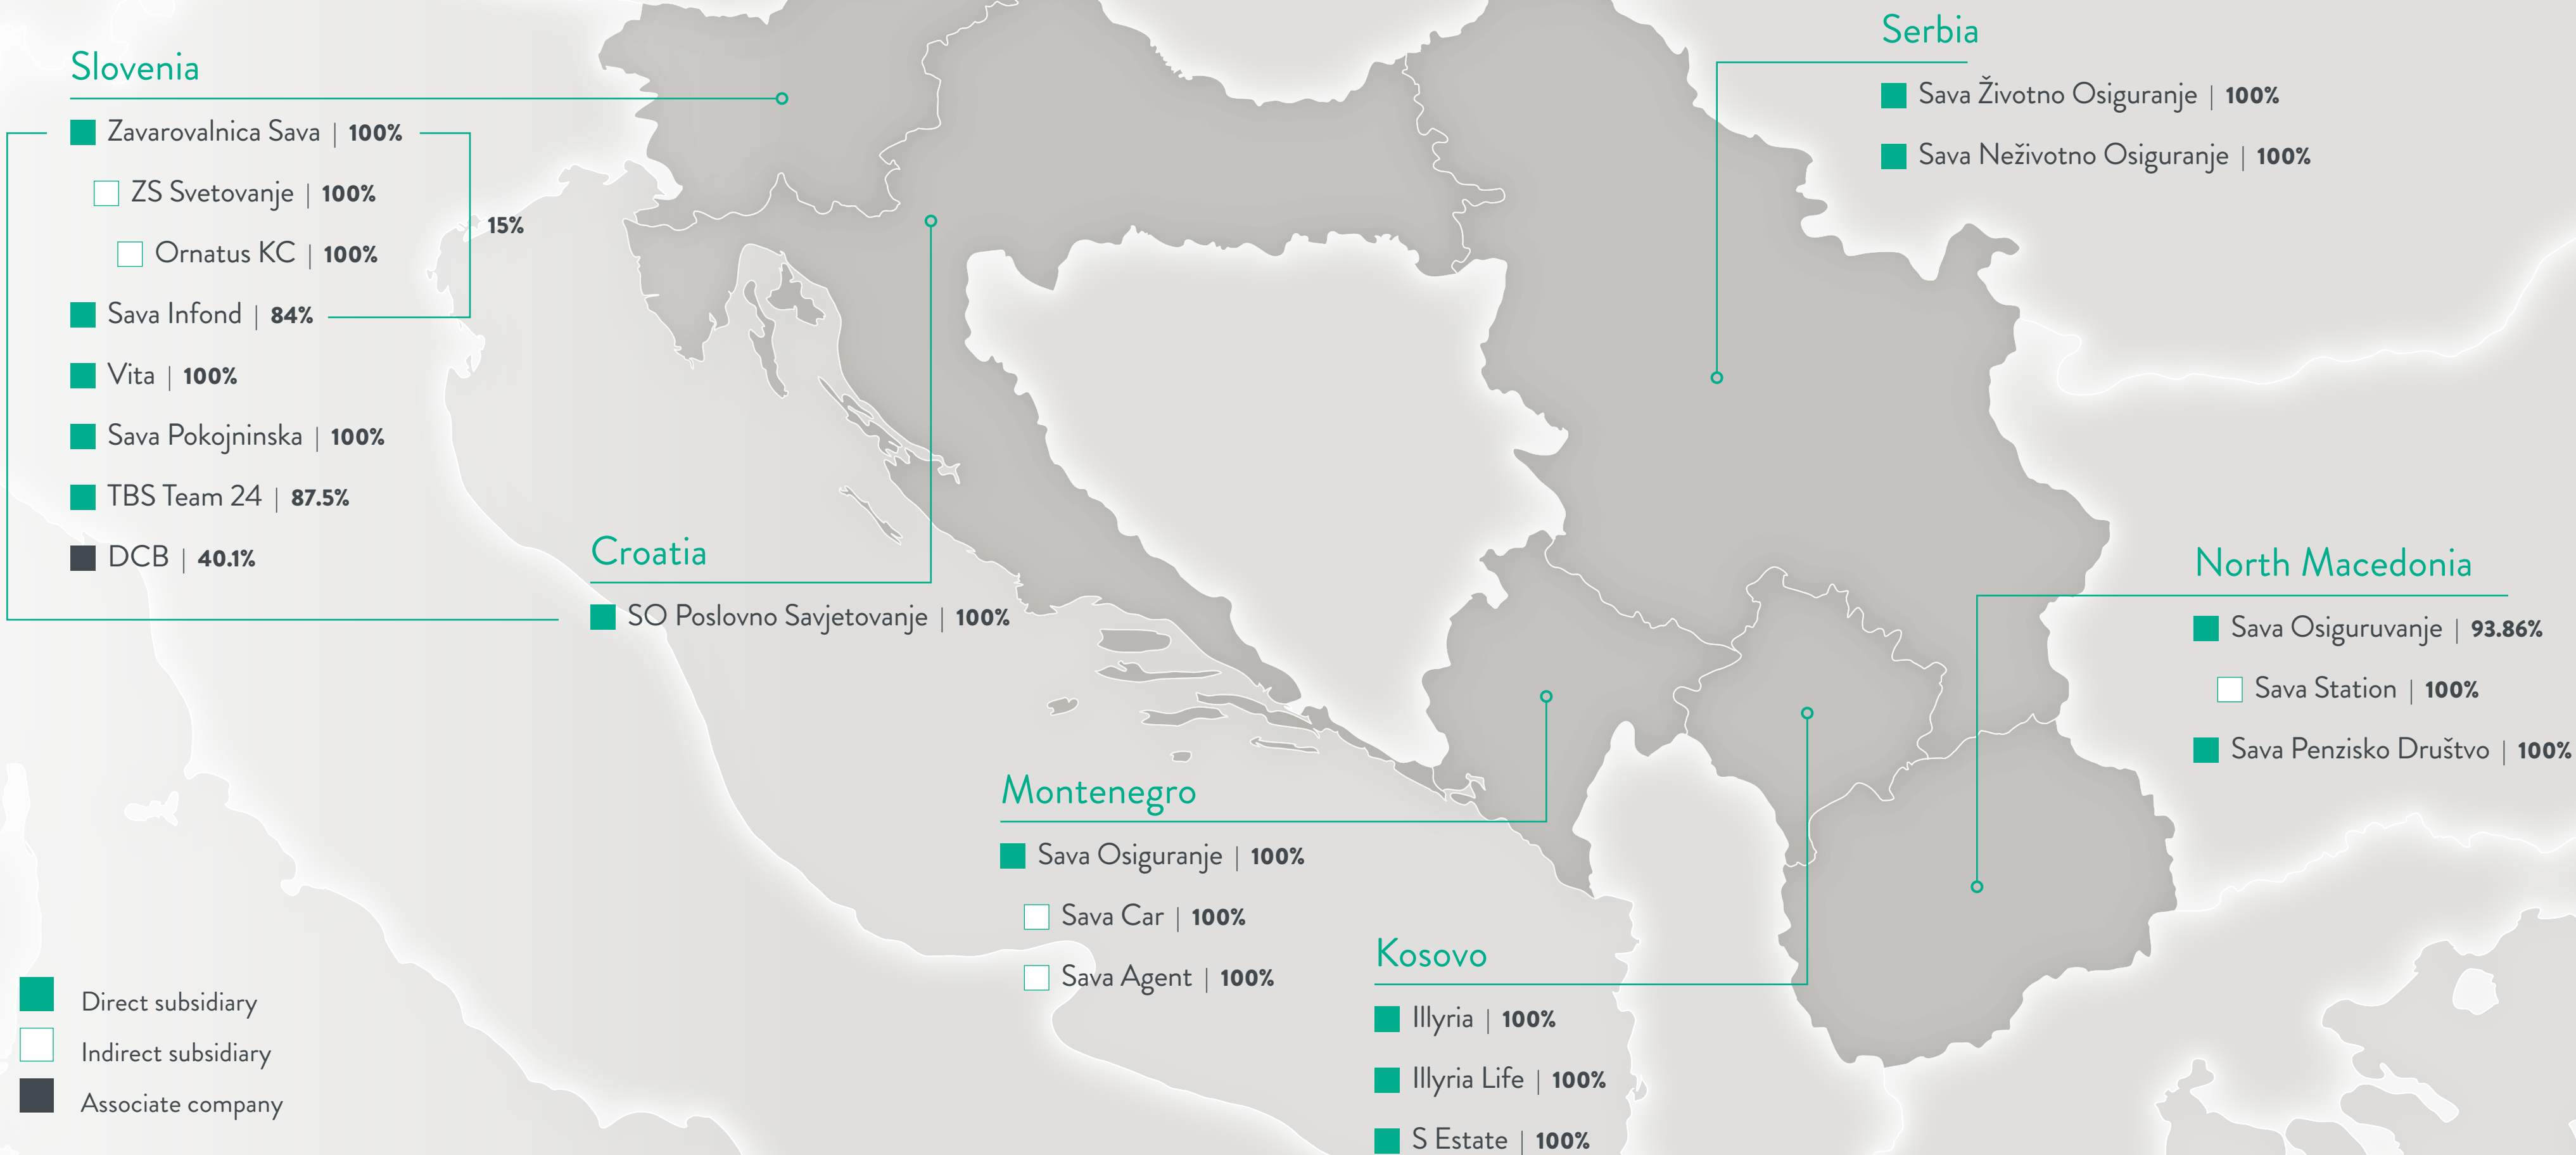 Slovenia
Zavarovalnica Sava | 100%
ZS Svetovanje | 100%
15%
Ornatus KC | 100%
Sava Infond | 84%
Vita | 100%
Sava Pokojninska | 100%
TBS Team 24 | 87.5%
DCB | 40.1%
Croatia
SO Poslovno Savjetovanje | 100%
Serbia
Sava Životno Osiguranje | 100%
Sava Neživotno Osiguranje | 100%
North Macedonia
Sava Osiguruvanje | 93.86%
Sava Station | 100%
Sava Penzisko Društvo | 100%
Montenegro
Sava Osiguranje | 100%
Sava Car | 100%
Sava Agent | 100%
Kosovo
Illyria | 100%
Illyria Life | 100%
S Estate | 100%
Direct subsidiary
Indirect subsidiary
Associate company